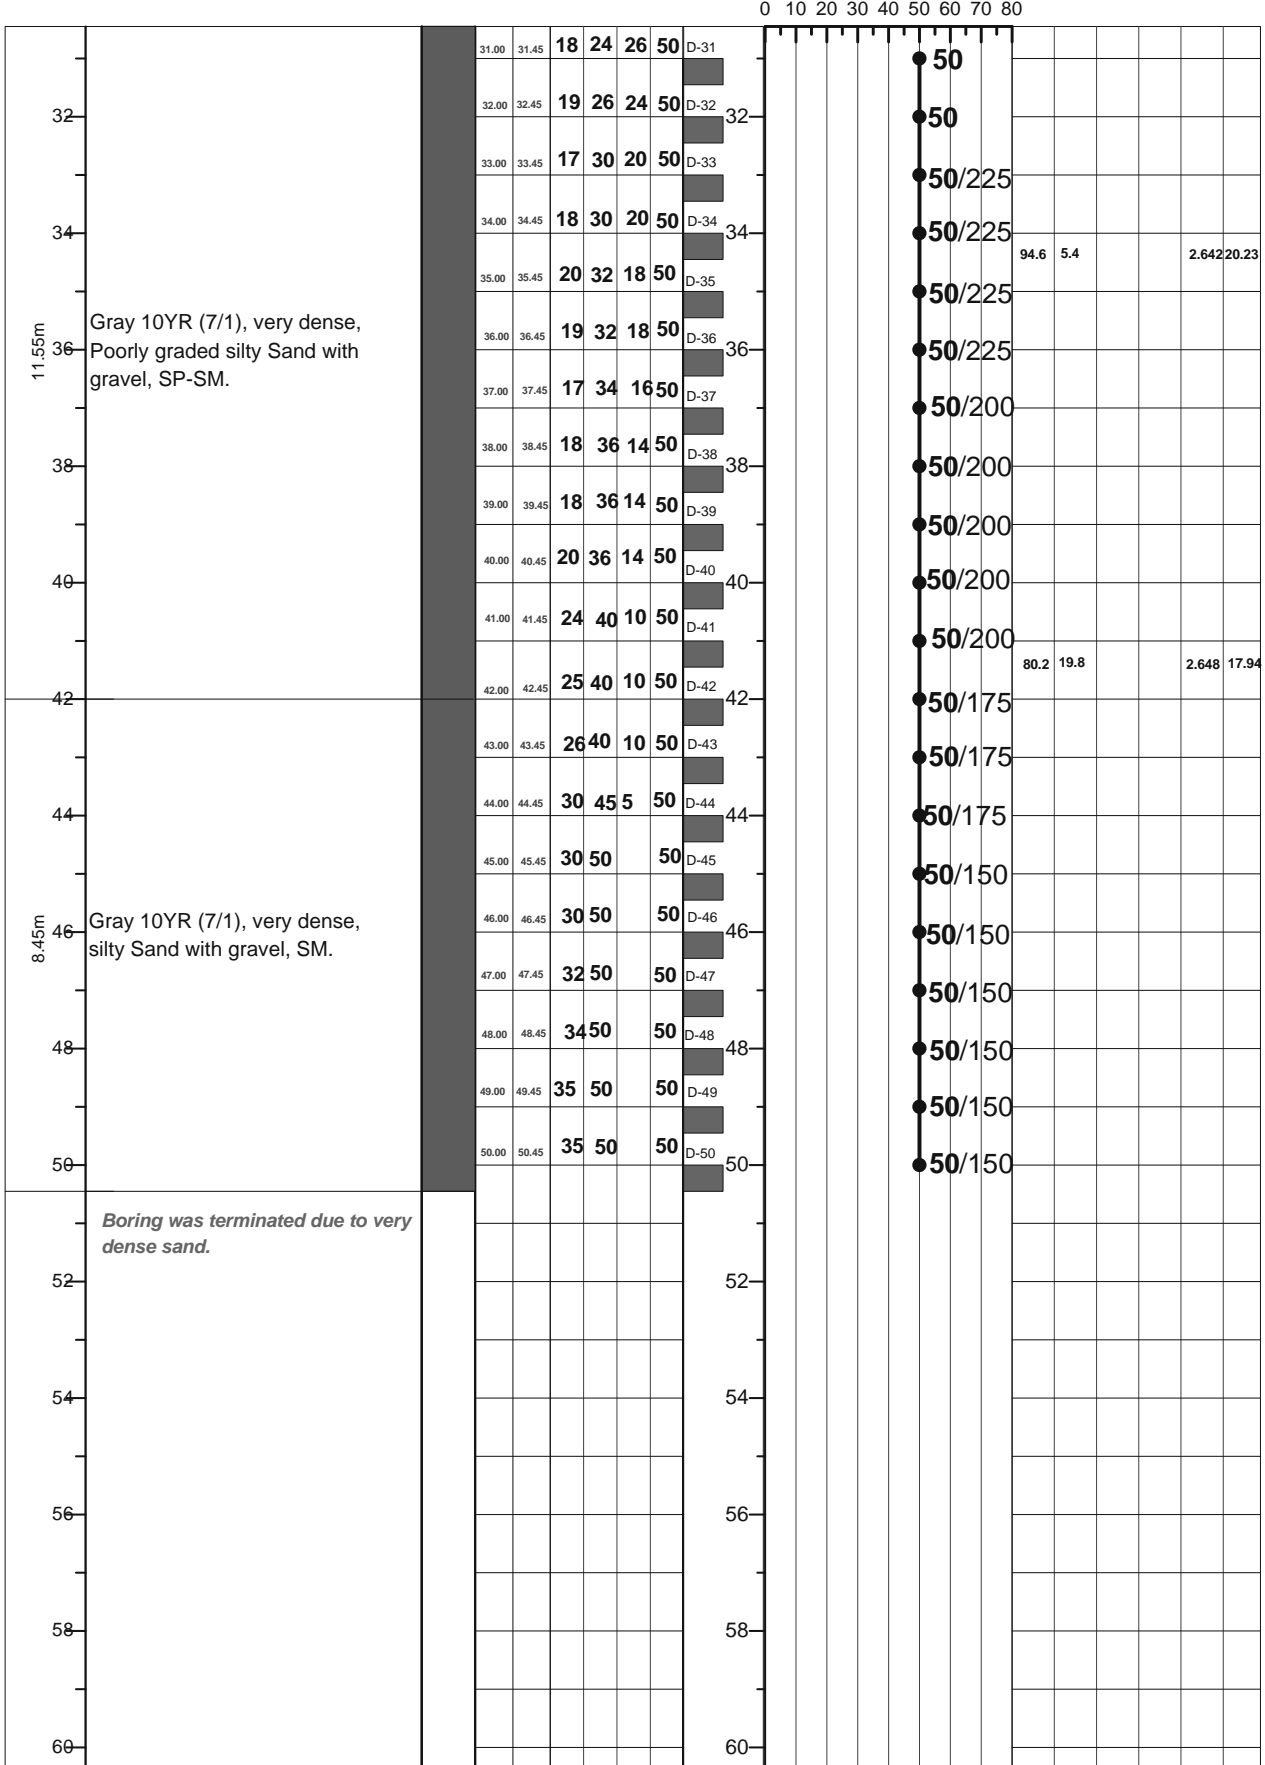 0 10 20 30 40 50 60 70 80
31.00 31.45 18 24 26 50 D-31 50
32 32.00 32.45 19 26 24 50 D-32 32 50
33.00 33.45 17 30 20 50 D-33 50/225
34 34.00 34.45 18 30 20 50 D-34 34 50/225
94.6 5.4 2.642 20.23
35.00 35.45 20 32 18 50 D-35 50/225
11.55m
Gray 10YR (7/1), very dense,
Poorly graded silty Sand with
gravel, SP-SM.
36 36.00 36.45 19 32 18 50 D-36 36 50/225
37.00 37.45 17 34 16 50 D-37 50/200
38 38.00 38.45 18 36 14 50 D-38 38 50/200
39.00 39.45 18 36 14 50 D-39 50/200
40 40.00 40.45 20 36 14 50 D-40 40 50/200
41.00 41.45 24 40 10 50 D-41 50/200
80.2 19.8 2.648 17.94
42 42.00 42.45 25 40 10 50 D-42 42 50/175
43.00 43.45 26 40 10 50 D-43 50/175
44 44.00 44.45 30 45 5 50 D-44 44 50/175
45.00 45.45 30 50 50 D-45 50/150
8.45m
Gray 10YR (7/1), very dense,
silty Sand with gravel, SM.
46 46.00 46.45 30 50 50 D-46 46 50/150
47.00 47.45 32 50 50 D-47 50/150
48 48.00 48.45 34 50 50 D-48 48 50/150
49.00 49.45 35 50 50 D-49 50/150
50 50.00 50.45 35 50 50 D-50 50 50/150
Boring was terminated due to very
dense sand.
52 52
54 54
56 56
58 58
60 60